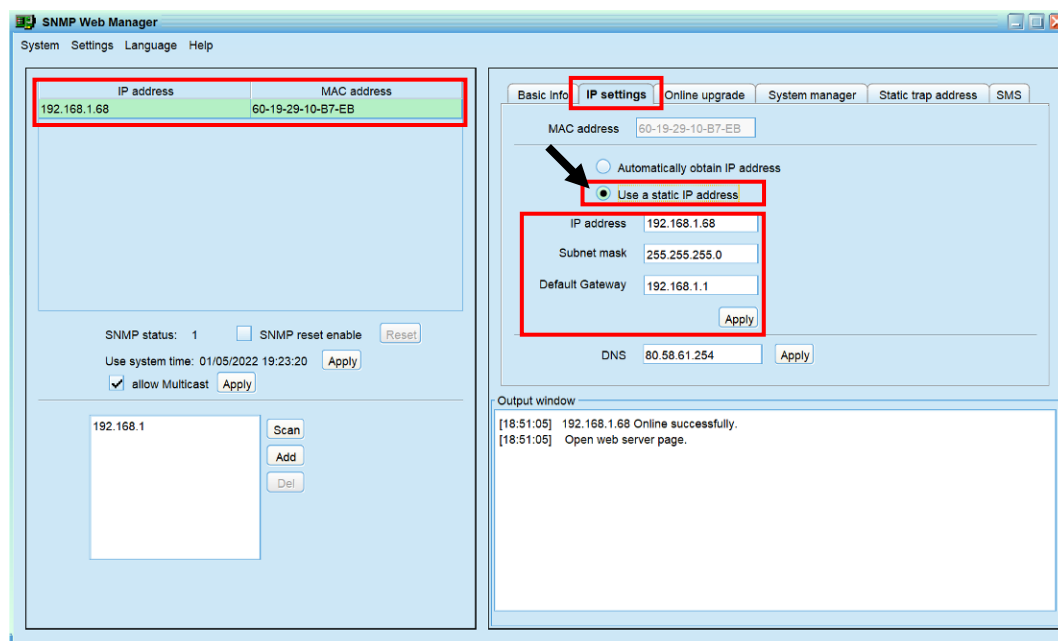 SNMP Web Manager
System Settings Language Help
IP address MAC address
192.168.1.68 60-19-29-10-B7-EB
SNMP status: 1 SNMP reset enable Reset
Use system time: 01/05/2022 19:23:20 Apply
allow Multicast Apply
192.168.1
Scan
Add
Del
Basic Info IP settings Online upgrade System manager Static trap address SMS
MAC address 60-19-29-10-B7-EB
Automatically obtain IP address
Use a static IP address
IP address 192.168.1.68
Subnet mask 255.255.255.0
Default Gateway 192.168.1.1
Apply
DNS 80.58.61.254 Apply
Output window
[18:51:05] 192.168.1.68 Online successfully.
[18:51:05] Open web server page.